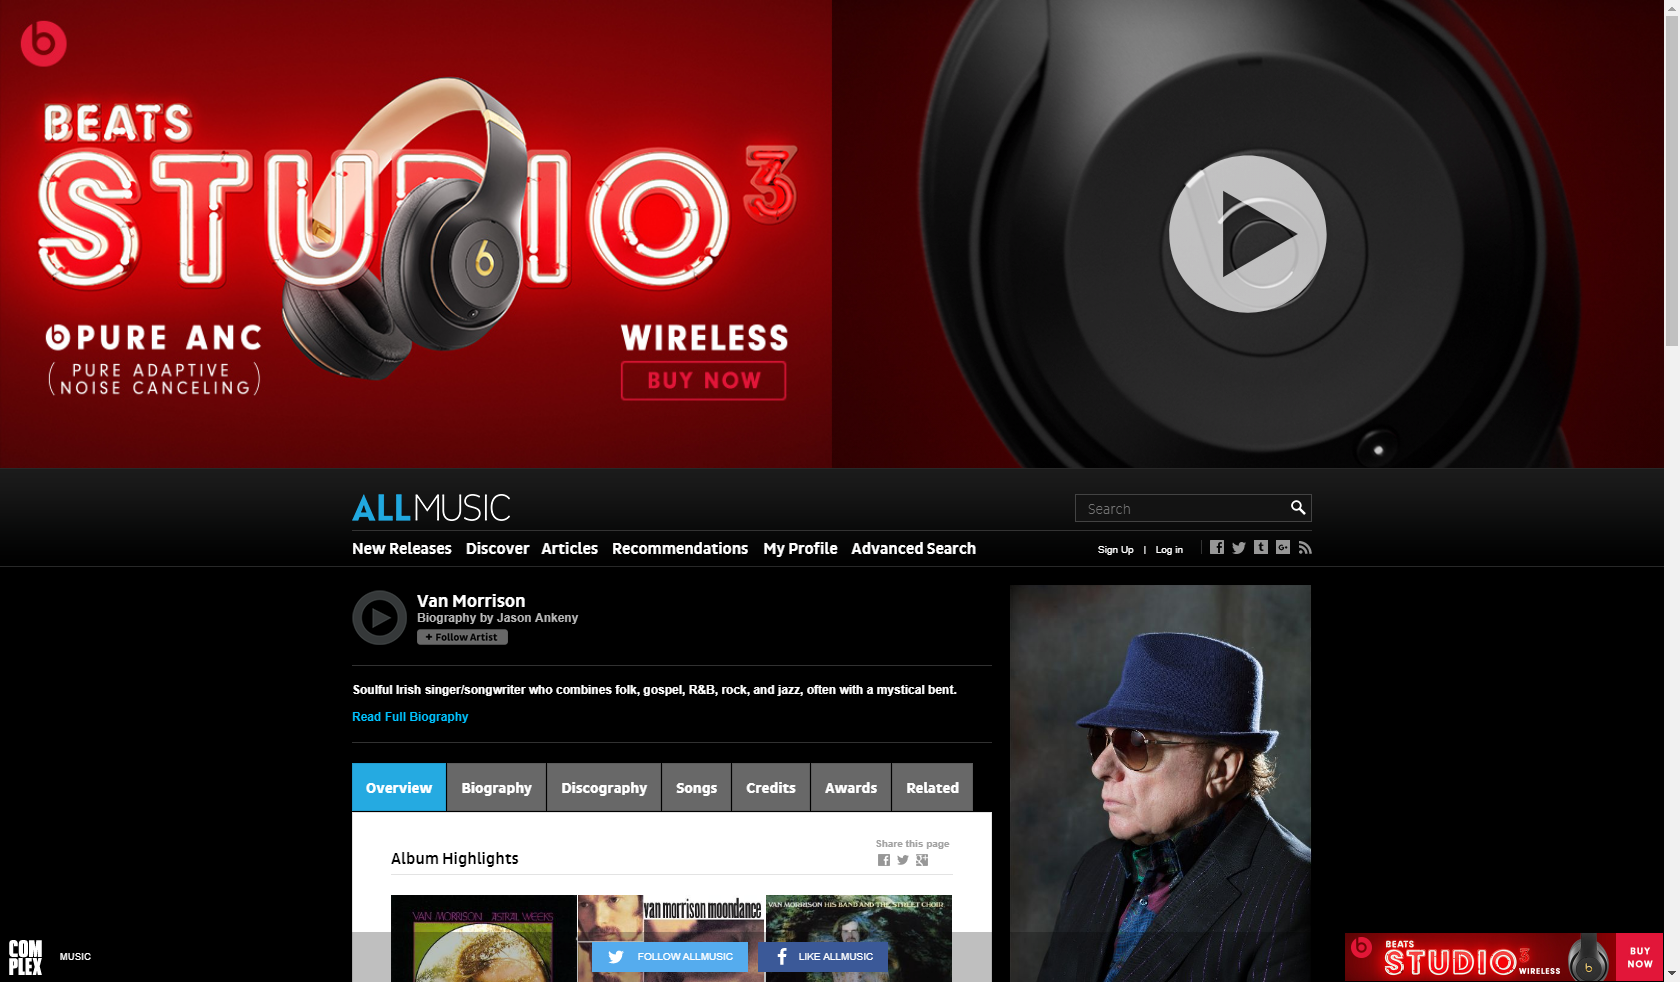 BEATS
STUDIO3
b PURE ANC
(PURE ADAPTIVE
NOISE CANCELING)
WIRELESS
BUY NOW
ALLMUSIC
Search
New Releases Discover Articles Recommendations My Profile Advanced Search
Sign Up | Log in
Van Morrison
Biography by Jason Ankeny
+ Follow Artist
Soulful Irish singer/songwriter who combines folk, gospel, R&B, rock, and jazz, often with a mystical bent.
Read Full Biography
Overview Biography Discography Songs Credits Awards Related
Share this page
Album Highlights
VAN MORRISON ASTRAL WEEKS
van morrison moondance
VAN MORRISON HIS BAND AND THE STREET CHOIR
COMPLEX
MUSIC
FOLLOW ALLMUSIC
LIKE ALLMUSIC
BEATS
STUDIO3 WIRELESS
BUY NOW